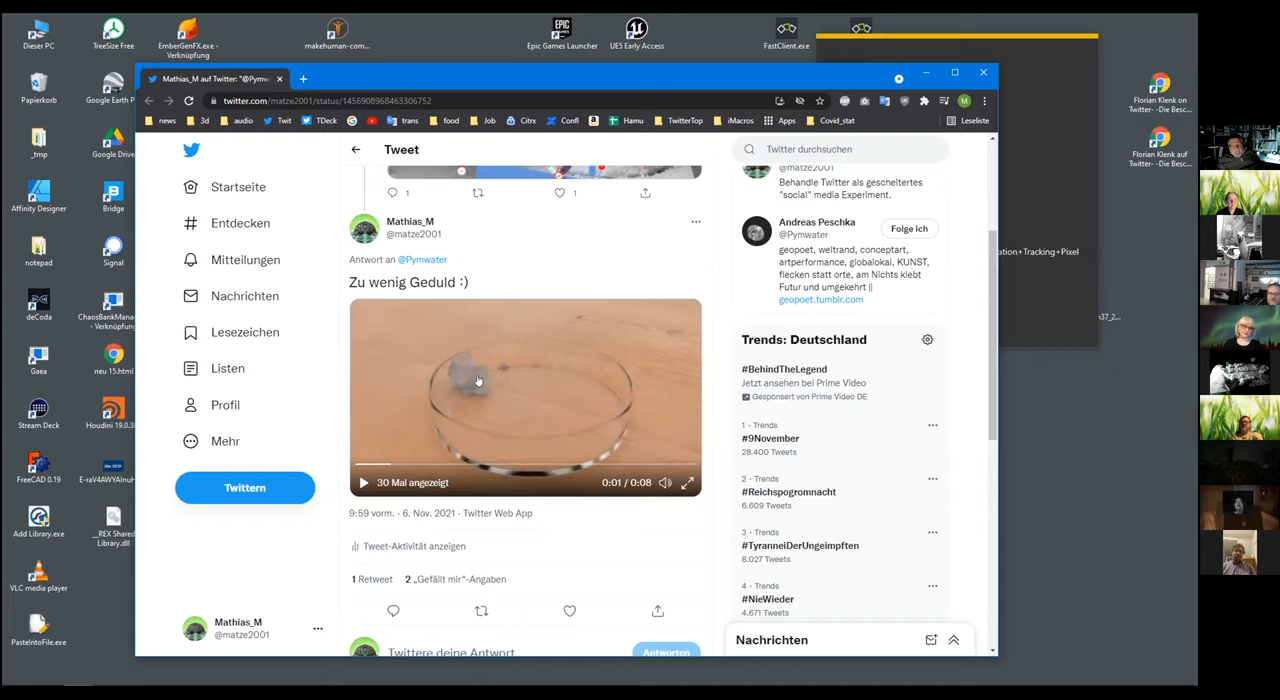 Dieser PC
TreeSize Free
EmberGenFX.exe -
Verknüpfung
makehuman-com...
Epic Games Launcher
UE5 Early Access
FastClient.exe
Papierkorb
Google Earth P
_tmp
Google Drive
Affinity Designer
Bridge
notepad
Signal
deCoda
ChaosBankMana
- Verknüpfung
Gaea
neu 15.html
Stream Deck
Houdini 19.0.3
FreeCAD 0.19
E-raV4AWYAInuH
Add Library.exe
__REX Shared
Library.dll
VLC media player
PasteIntoFile.exe
Mathias_M auf Twitter: "@Pymw
twitter.com/matze2001/status/1456908968463306752
news
3d
audio
Twit
TDeck
trans
food
Job
Citrx
Confl
Hamu
TwitterTop
iMacros
Apps
Covid_stat
Leseliste
Startseite
Entdecken
Mitteilungen
Nachrichten
Lesezeichen
Listen
Profil
Mehr
Twittern
Mathias_M
@matze2001
Tweet
1
1
Mathias_M
@matze2001
Antwort an @Pymwater
Zu wenig Geduld :)
30 Mal angezeigt
0:01 / 0:08
9:59 vorm. · 6. Nov. 2021 · Twitter Web App
Tweet-Aktivität anzeigen
1 Retweet 2 „Gefällt mir“-Angaben
Twittere deine Antwort
Antworten
Twitter durchsuchen
@matze2001
Behandle Twitter als gescheitertes
"social" media Experiment.
Andreas Peschka
@Pymwater
Folge ich
geopoet, weltrand, conceptart,
artperformance, globalokal, KUNST,
flecken statt orte, am Nichts klebt
Futur und umgekehrt ||
geopoet.tumblr.com
Trends: Deutschland
#BehindTheLegend
Jetzt ansehen bei Prime Video
Gesponsert von Prime Video DE
1 · Trends
#9November
28.400 Tweets
2 · Trends
#Reichspogromnacht
6.609 Tweets
3 · Trends
#TyranneiDerUngeimpften
8.027 Tweets
4 · Trends
#NieWieder
4.671 Tweets
Nachrichten
ation+Tracking+Pixel
n37_2...
Florian Klenk on
Twitter- -Die Besc...
Florian Klenk auf
Twitter- -Die Besc...